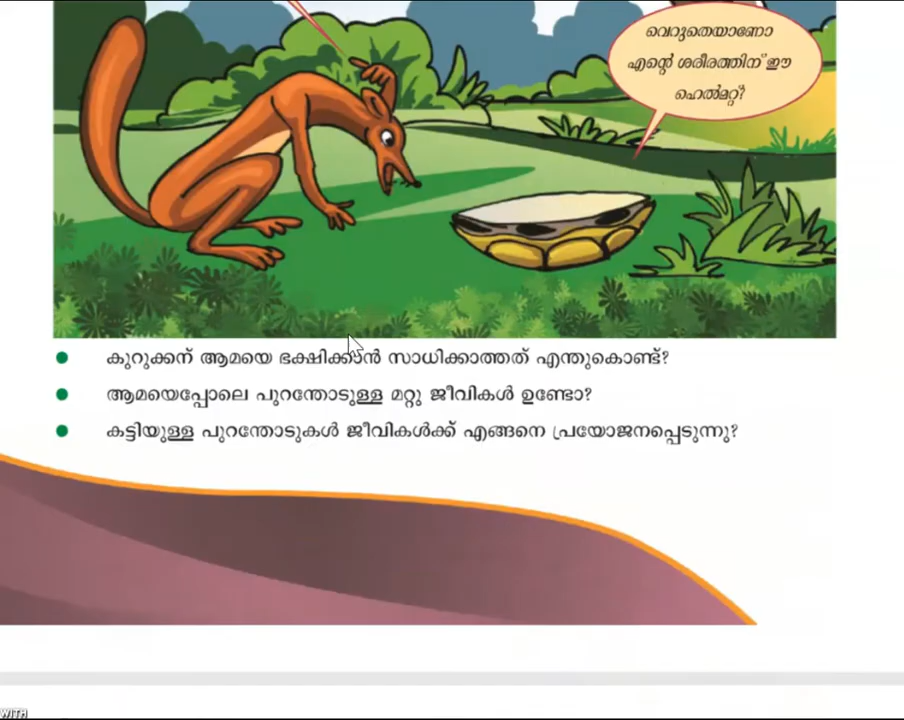 വെറുതെയാണോ
എന്റെ ശരീരത്തിന് ഈ
ഹെൽമറ്റ്?
കുറുക്കന് ആമയെ ഭക്ഷിക്കാൻ സാധിക്കാത്തത് എന്തുകൊണ്ട്?
ആമയെപ്പോലെ പുറന്തോടുള്ള മറ്റു ജീവികൾ ഉണ്ടോ?
കട്ടിയുള്ള പുറന്തോടുകൾ ജീവികൾക്ക് എങ്ങനെ പ്രയോജനപ്പെടുന്നു?
WITH